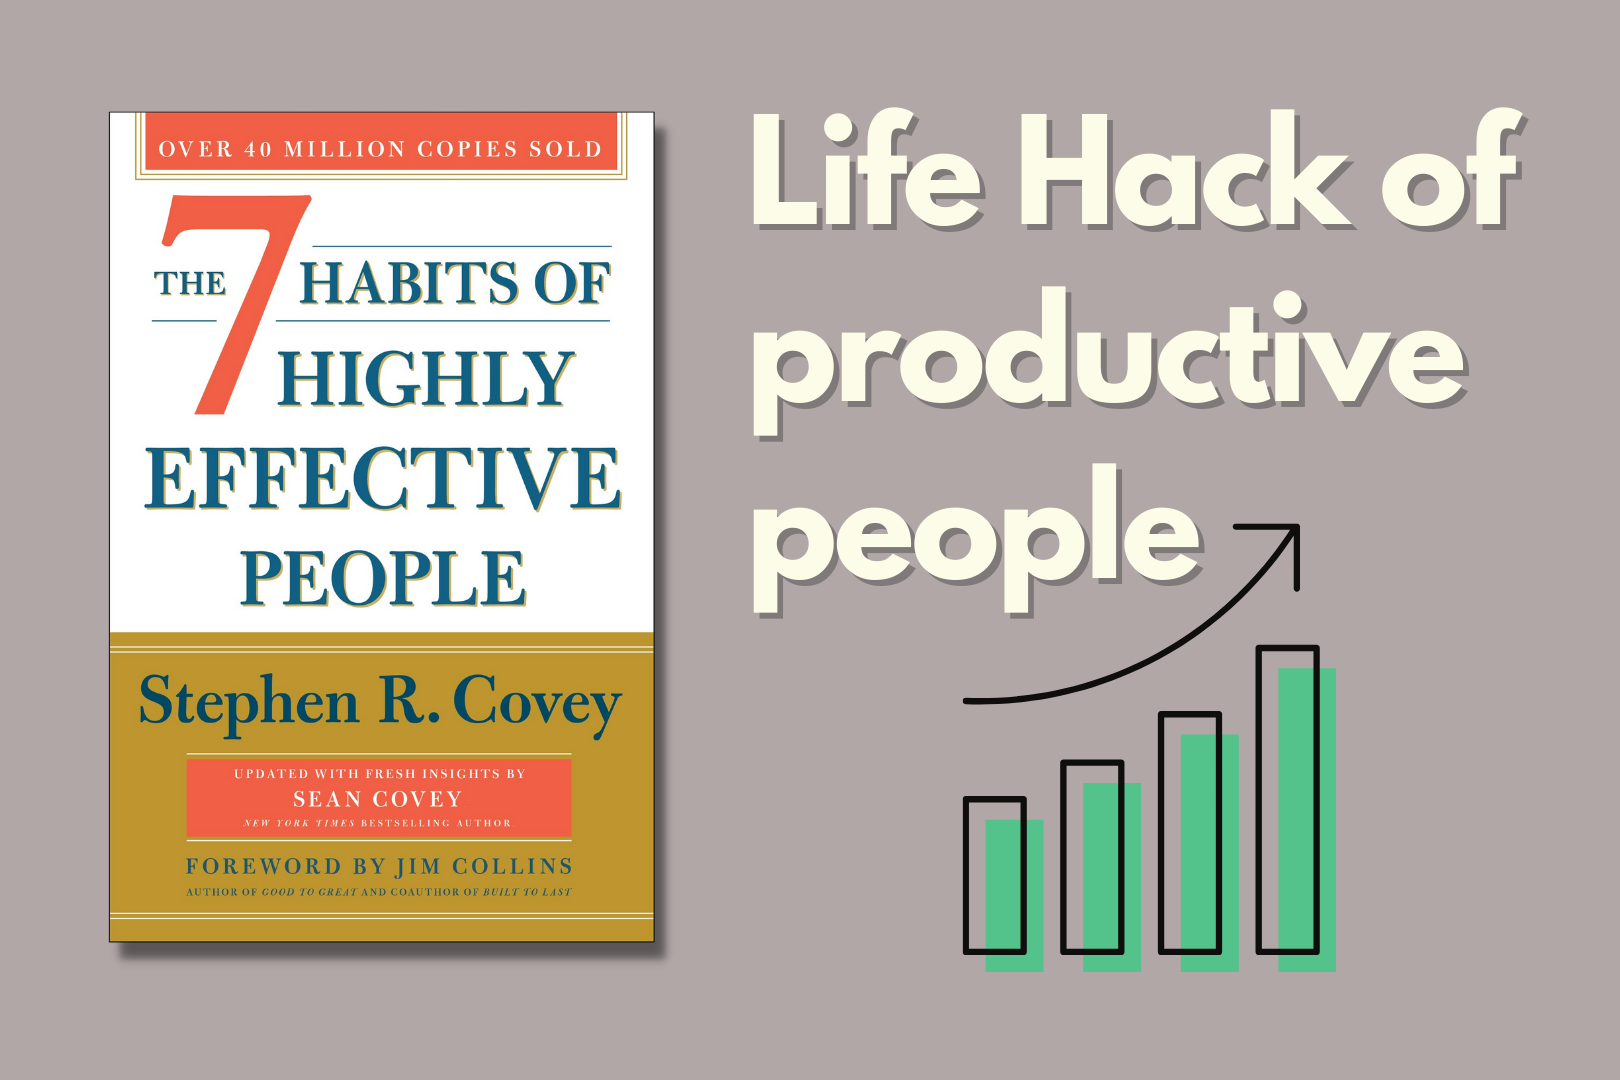 OVER 40 MILLION COPIES SOLD
THE 7 HABITS OF
HIGHLY
EFFECTIVE
PEOPLE
Stephen R. Covey
UPDATED WITH FRESH INSIGHTS BY
SEAN COVEY
NEW YORK TIMES BESTSELLING AUTHOR
FOREWORD BY JIM COLLINS
AUTHOR OF GOOD TO GREAT AND COAUTHOR OF BUILT TO LAST
Life Hack of
productive
people